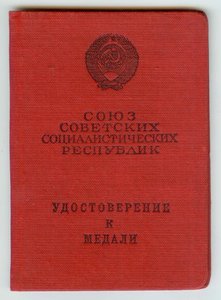 СОЮЗ
СОВЕТСКИХ
СОЦИАЛИСТИЧЕСКИХ
РЕСПУБЛИК
УДОСТОВЕРЕНИЕ
К
МЕДАЛИ